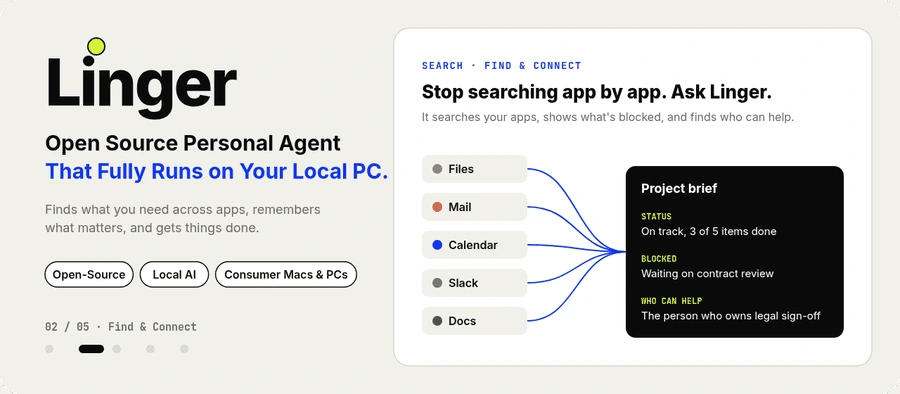 Linger
Open Source Personal Agent
That Fully Runs on Your Local PC.
Finds what you need across apps, remembers
what matters, and gets things done.
Open-Source
Local AI
Consumer Macs & PCs
02 / 05 · Find & Connect
SEARCH · FIND & CONNECT
Stop searching app by app. Ask Linger.
It searches your apps, shows what's blocked, and finds who can help.
Files
Mail
Calendar
Slack
Docs
Project brief
STATUS
On track, 3 of 5 items done
BLOCKED
Waiting on contract review
WHO CAN HELP
The person who owns legal sign-off